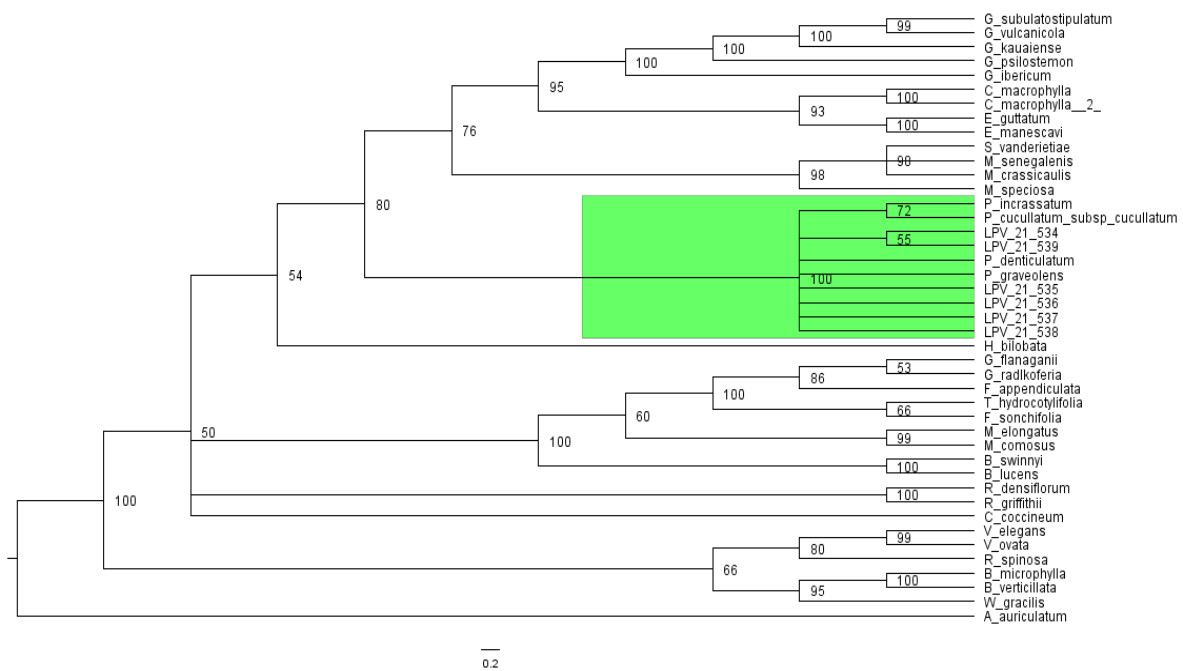 G_subulatostipulatum
99
G_vulcanicola
100
G_kauaiense
100
G_psilostemon
100
G_ibericum
95
C_macrophylla
100
C_macrophylla__2_
93
E_guttatum
100
E_manescavi
76
S_vanderietiae
98
M_senegalenis
98
M_crassicaulis
M_speciosa
80
P_incrassatum
72
P_cucullatum_subsp_cucullatum
LPV_21_534
55
LPV_21_539
P_denticulatum
100
P_graveolens
LPV_21_535
LPV_21_536
LPV_21_537
LPV_21_538
54
H_bilobata
G_flanaganii
53
G_radlkoferia
86
F_appendiculata
100
T_hydrocotylifolia
66
F_sonchifolia
60
M_elongatus
99
M_comosus
100
B_swinnyi
100
B_lucens
50
R_densiflorum
100
R_griffithii
C_coccineum
100
V_elegans
99
V_ovata
80
R_spinosa
66
B_microphylla
100
B_verticillata
95
W_gracilis
A_auriculatum
0.2